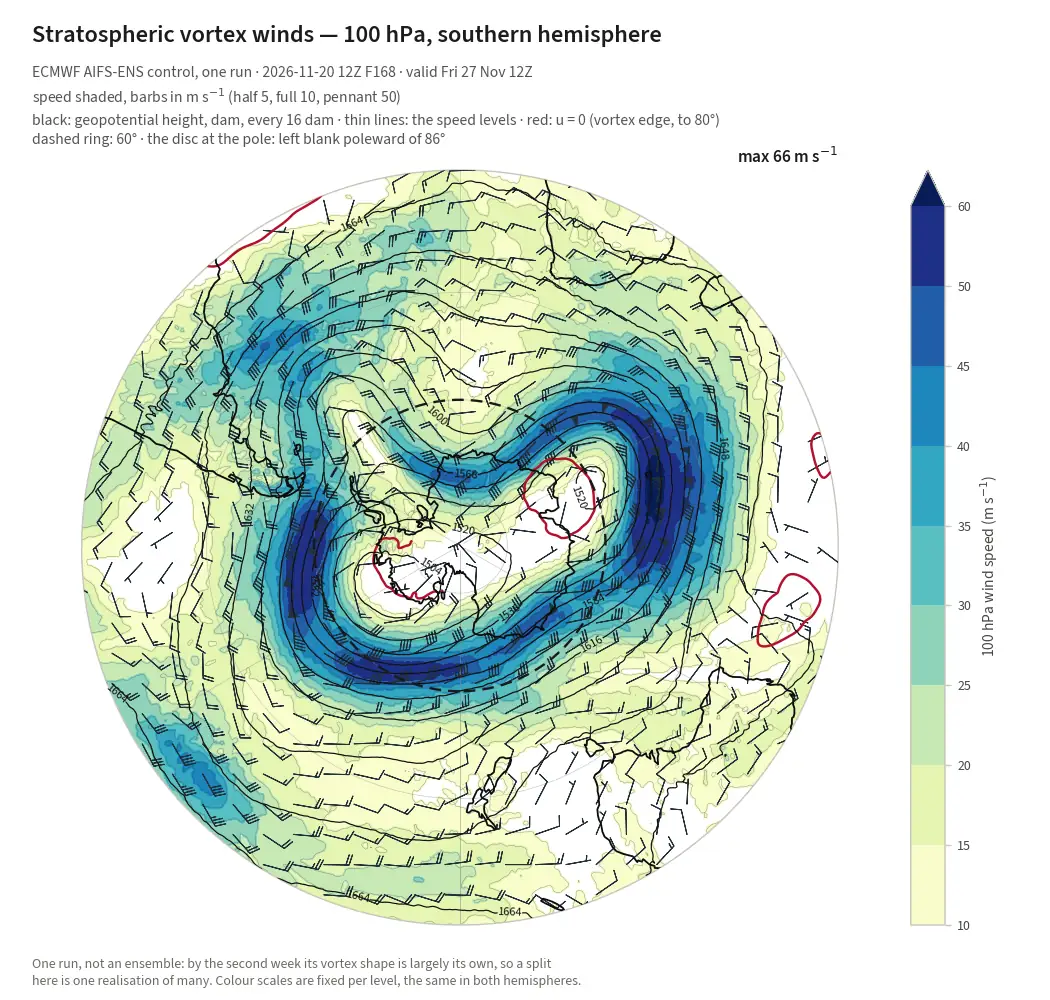 Stratospheric vortex winds — 100 hPa, southern hemisphere
ECMWF AIFS-ENS control, one run · 2026-11-20 12Z F168 · valid Fri 27 Nov 12Z
speed shaded, barbs in m s⁻¹ (half 5, full 10, pennant 50)
black: geopotential height, dam, every 16 dam · thin lines: the speed levels · red: u = 0 (vortex edge, to 80°)
dashed ring: 60° · the disc at the pole: left blank poleward of 86°
max 66 m s⁻¹
60
50
45
40
35
30
25
20
15
10
100 hPa wind speed (m s⁻¹)
1664
1600
1648
1568
1520
1632
1520
1504
1616
1664
1664
1664
One run, not an ensemble: by the second week its vortex shape is largely its own, so a split
here is one realisation of many. Colour scales are fixed per level, the same in both hemispheres.